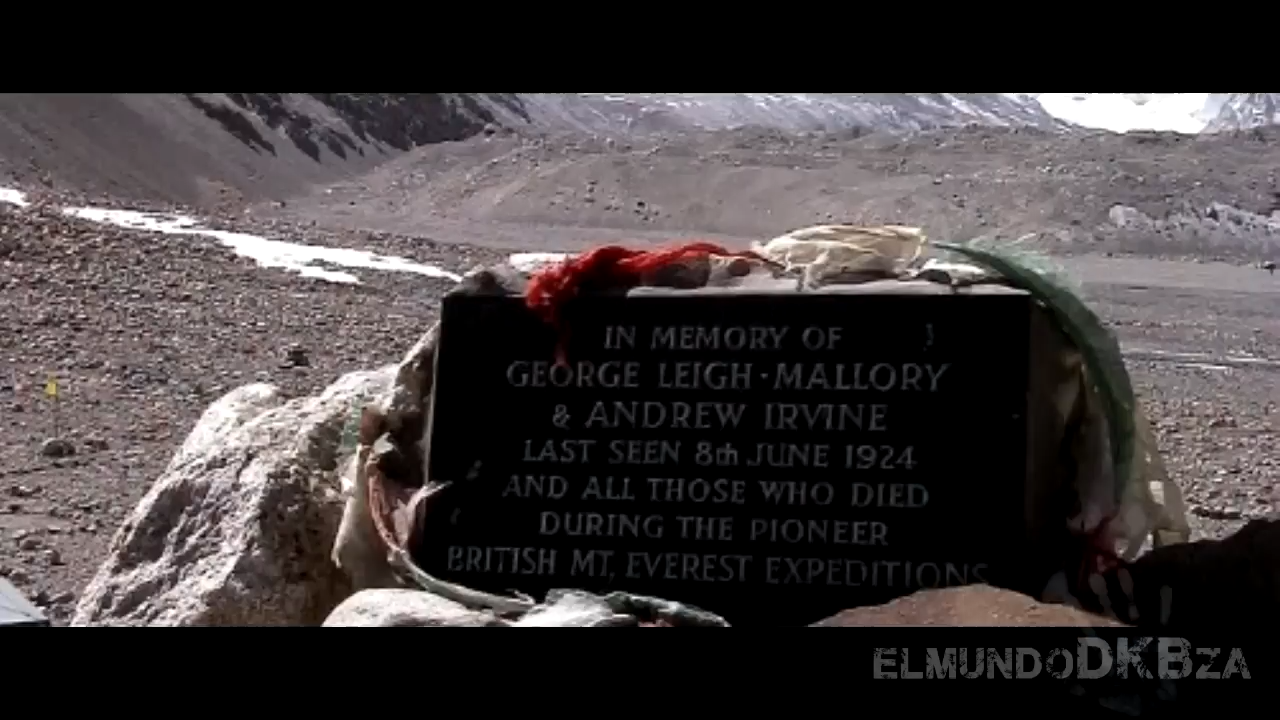 IN MEMORY OF
GEORGE LEIGH·MALLORY
& ANDREW IRVINE
LAST SEEN 8th JUNE 1924
AND ALL THOSE WHO DIED
DURING THE PIONEER
BRITISH MT, EVEREST EXPEDITIONS
ELMUNDODKBZA